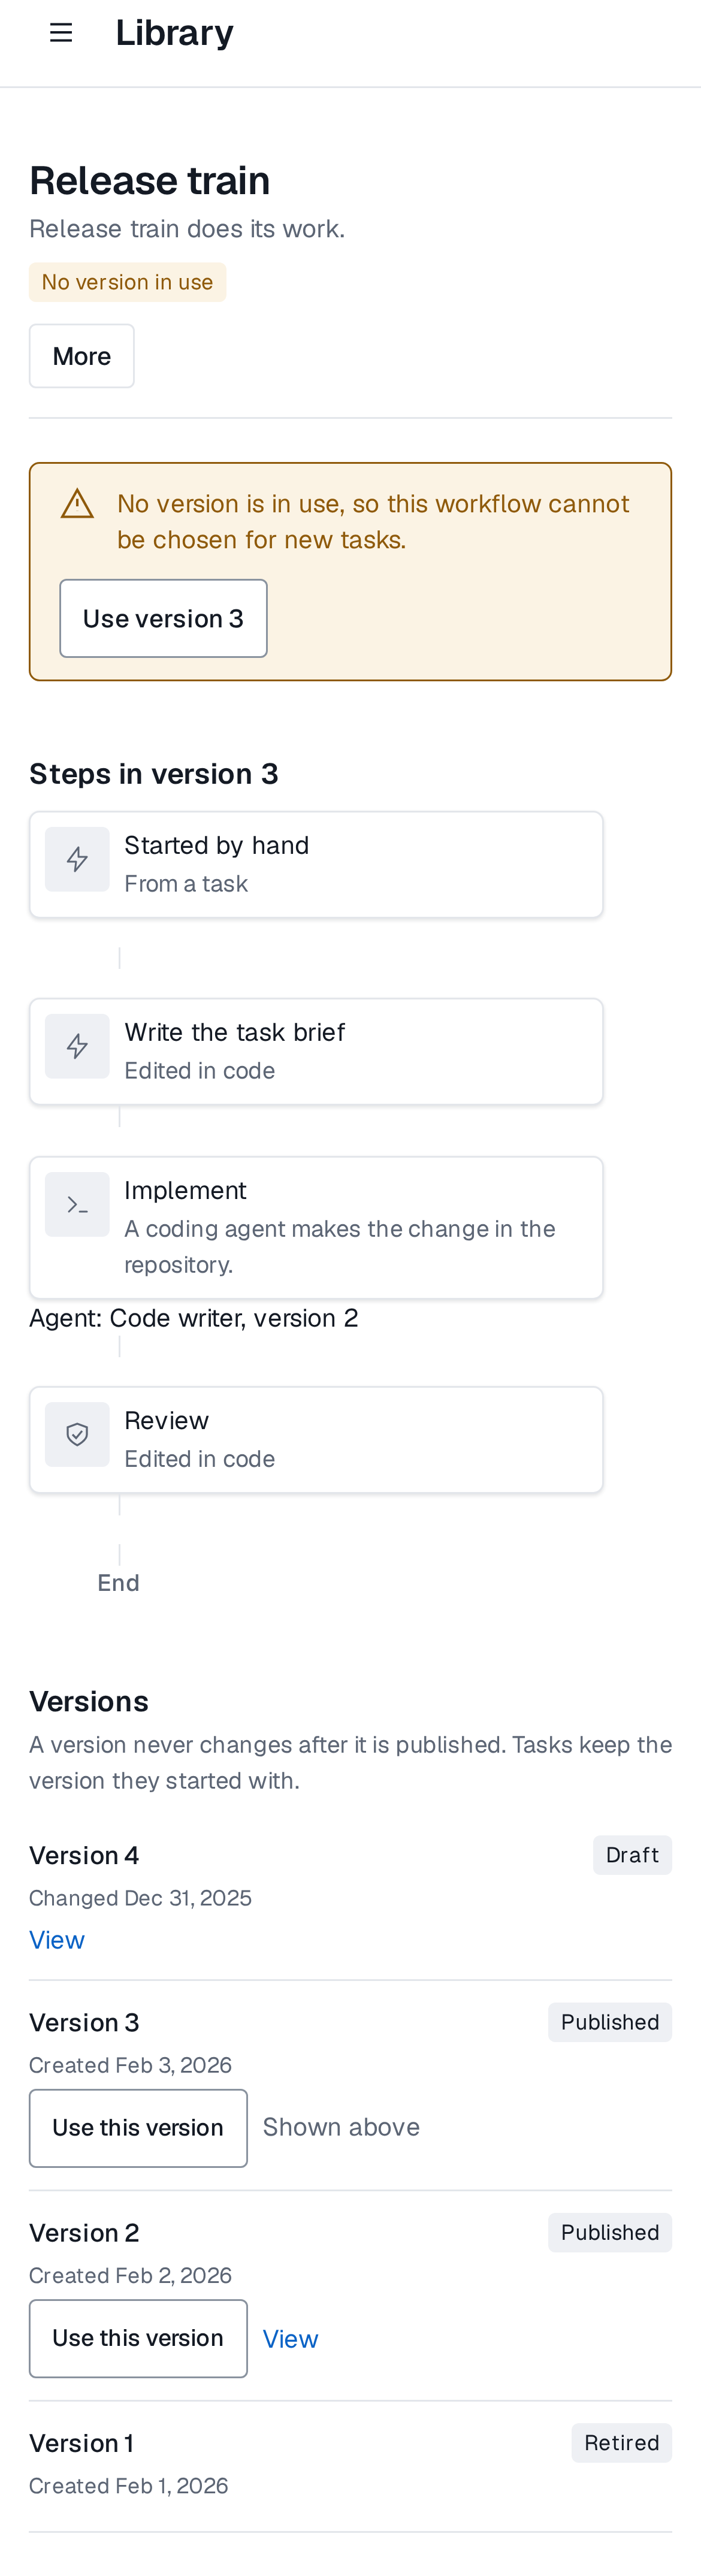 Library
Release train
Release train does its work.
No version in use
More
No version is in use, so this workflow cannot
be chosen for new tasks.
Use version 3
Steps in version 3
Started by hand
From a task
Write the task brief
Edited in code
Implement
A coding agent makes the change in the
repository.
Agent: Code writer, version 2
Review
Edited in code
End
Versions
A version never changes after it is published. Tasks keep the
version they started with.
Version 4
Draft
Changed Dec 31, 2025
View
Version 3
Published
Created Feb 3, 2026
Use this version
Shown above
Version 2
Published
Created Feb 2, 2026
Use this version
View
Version 1
Retired
Created Feb 1, 2026